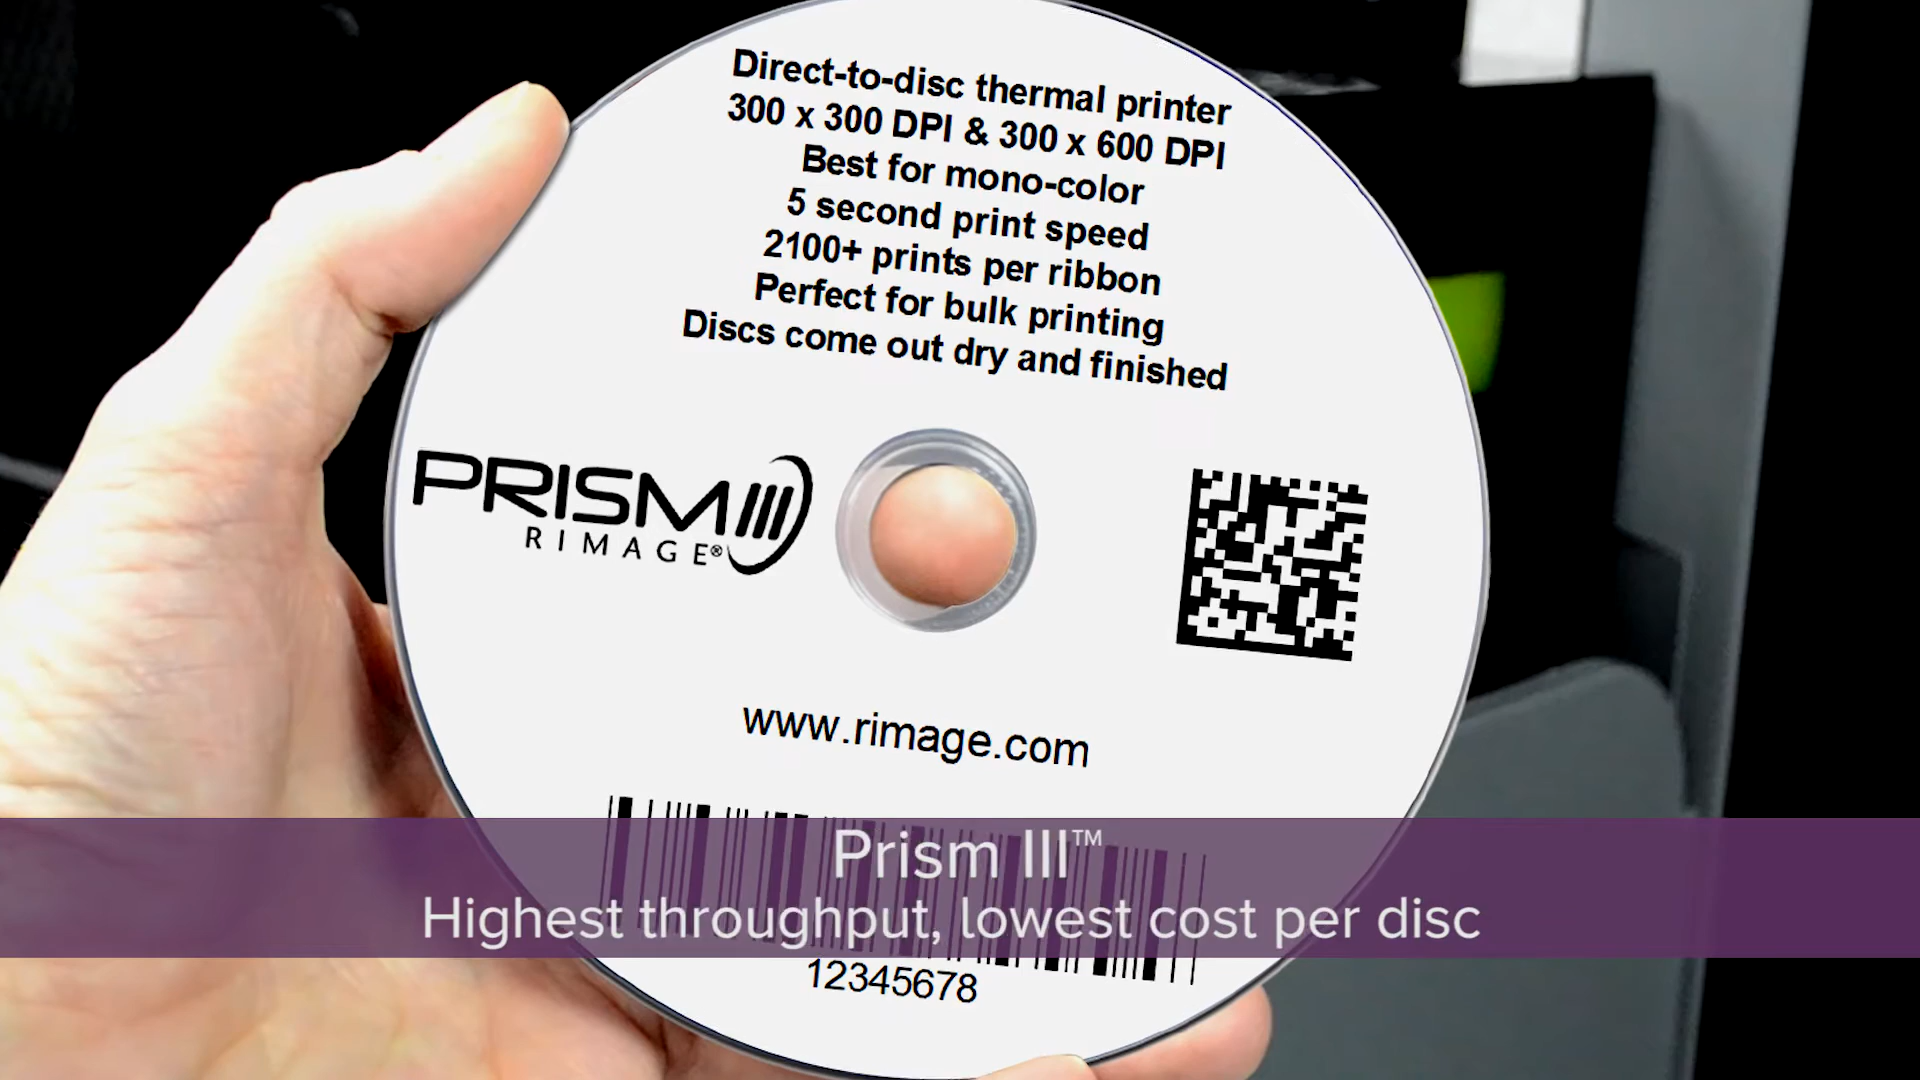 Direct-to-disc thermal printer
300 x 300 DPI & 300 x 600 DPI
Best for mono-color
5 second print speed
2100+ prints per ribbon
Perfect for bulk printing
Discs come out dry and finished
PRISM III
RIMAGE®
www.rimage.com
Prism III™
Highest throughput, lowest cost per disc
12345678